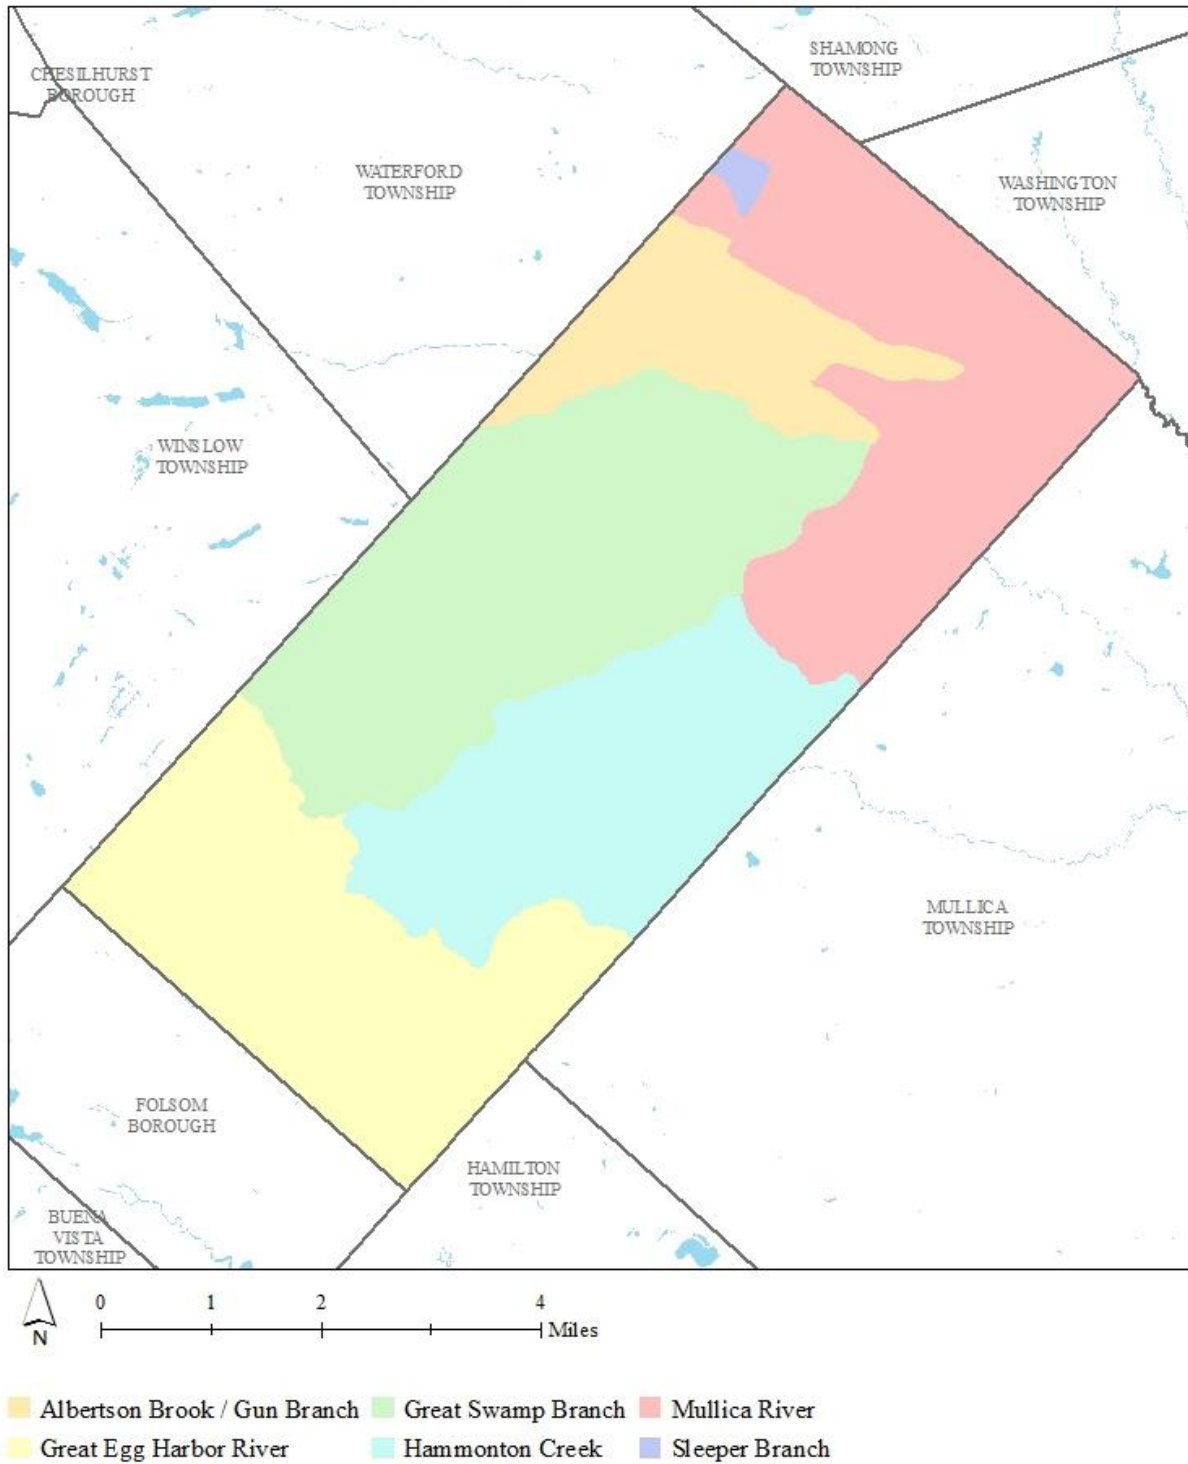 SHAMONG
TOWNSHIP
CHESILHURST
BOROUGH
WATERFORD
TOWNSHIP
WASHINGTON
TOWNSHIP
WINSLOW
TOWNSHIP
MULLICA
TOWNSHIP
FOLSOM
BOROUGH
HAMILTON
TOWNSHIP
BUENA
VISTA
TOWNSHIP
N
0 1 2 4
Miles
Albertson Brook / Gun Branch Great Swamp Branch Mullica River
Great Egg Harbor River Hammonton Creek Sleeper Branch